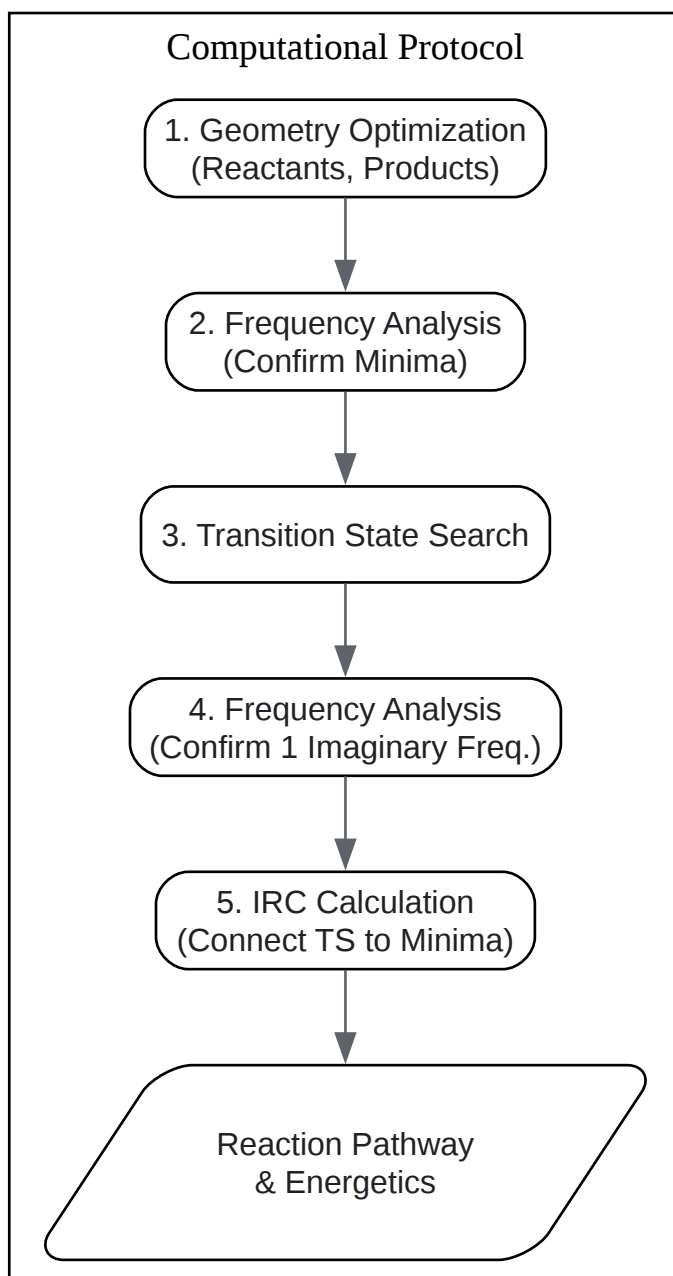 Computational Protocol
1. Geometry Optimization
(Reactants, Products)
2. Frequency Analysis
(Confirm Minima)
3. Transition State Search
4. Frequency Analysis
(Confirm 1 Imaginary Freq.)
5. IRC Calculation
(Connect TS to Minima)
Reaction Pathway
& Energetics